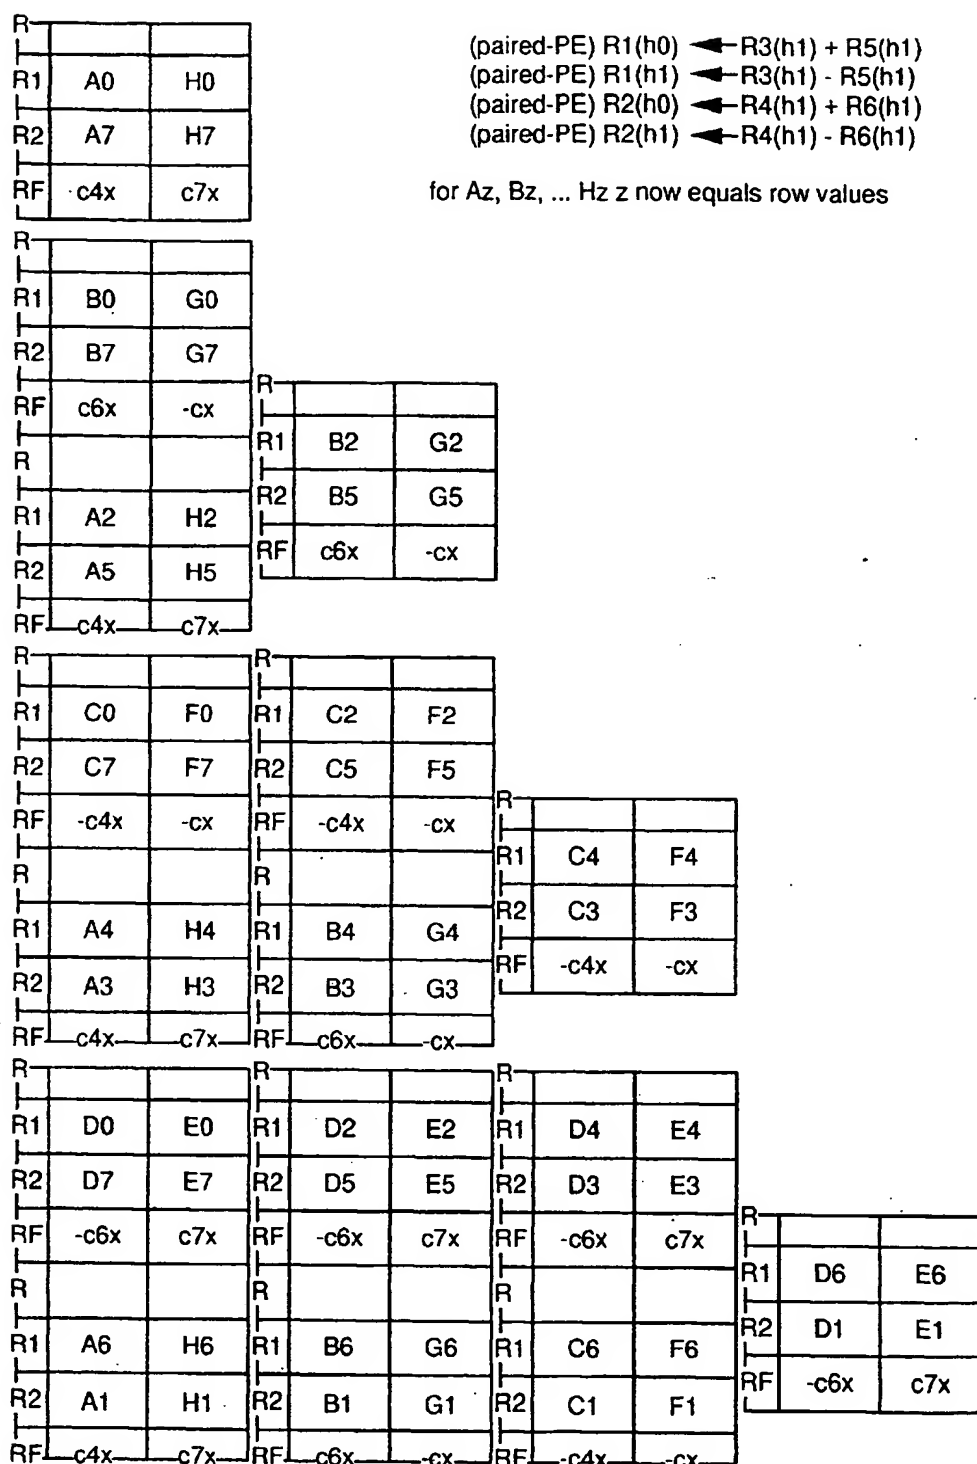 (paired-PE) R1(h0) ◄ R3(h1) + R5(h1)
(paired-PE) R1(h1) ◄ R3(h1) - R5(h1)
(paired-PE) R2(h0) ◄ R4(h1) + R6(h1)
(paired-PE) R2(h1) ◄ R4(h1) - R6(h1)
for Az, Bz, ... Hz z now equals row values
R
R1 A0 H0
R2 A7 H7
RF c4x c7x
R
R1 B0 G0
R2 B7 G7
RF c6x -cx
R
R1 A2 H2
R2 A5 H5
RF c4x c7x
R
R1 B2 G2
R2 B5 G5
RF c6x -cx
R
R1 C0 F0
R2 C7 F7
RF -c4x -cx
R
R1 A4 H4
R2 A3 H3
RF c4x c7x
R
R1 C2 F2
R2 C5 F5
RF -c4x -cx
R
R1 B4 G4
R2 B3 G3
RF c6x -cx
R
R1 C4 F4
R2 C3 F3
RF -c4x -cx
R
R1 D0 E0
R2 D7 E7
RF -c6x c7x
R
R1 A6 H6
R2 A1 H1
RF c4x c7x
R
R1 D2 E2
R2 D5 E5
RF -c6x c7x
R
R1 B6 G6
R2 B1 G1
RF c6x -cx
R
R1 D4 E4
R2 D3 E3
RF -c6x c7x
R
R1 C6 F6
R2 C1 F1
RF -c4x -cx
R
R1 D6 E6
R2 D1 E1
RF -c6x c7x